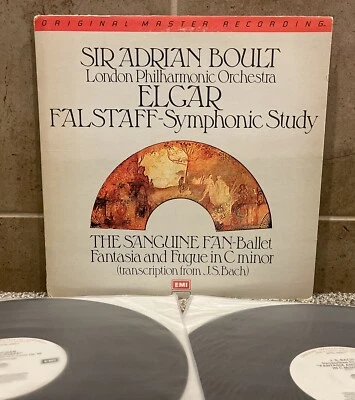 ORIGINAL MASTER RECORDING
SIR ADRIAN BOULT
London Philharmonic Orchestra
ELGAR
FALSTAFF-Symphonic Study
THE SANGUINE FAN-Ballet
Fantasia and Fugue in C minor
(transcription from J.S. Bach)
EMI